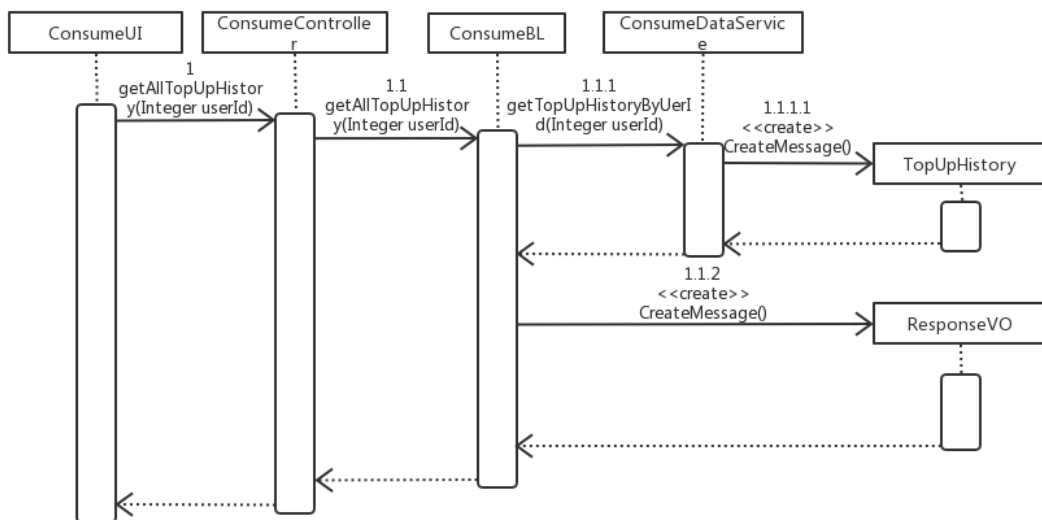 ConsumeUI
ConsumeControlle
r
ConsumeBL
ConsumeDataServic
e
1
getAllTopUpHistor
y(Integer userId)
1.1
getAllTopUpHistor
y(Integer userId)
1.1.1
getTopUpHistoryByUerI
d(Integer userId)
1.1.1.1
<<create>>
CreateMessage()
TopUpHistory
1.1.2
<<create>>
CreateMessage()
ResponseVO